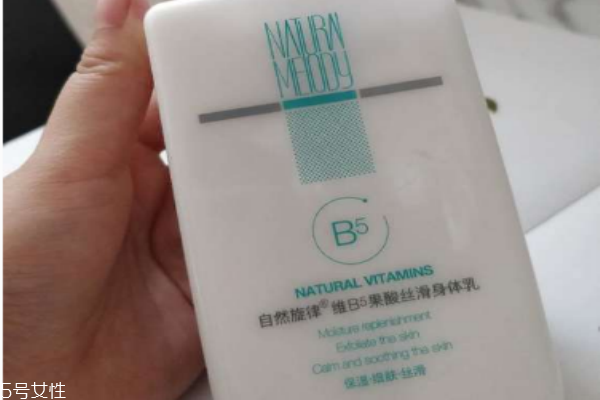 NATURAL
MELODY
B5
NATURAL VITAMINS
自然旋律® 维B5果酸丝滑身体乳
Moisture replenishment
Exfoliate the skin
Calm and soothing the skin
保湿·嫩肤·丝滑
5号女性